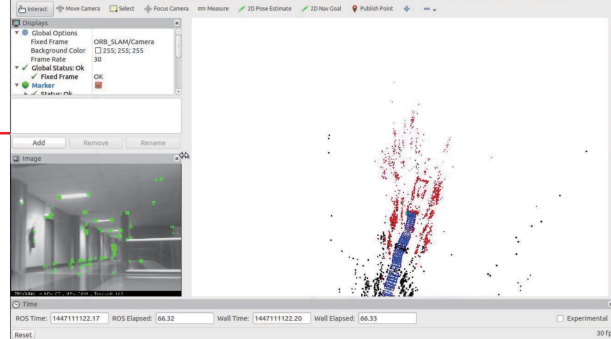 Interact Move Camera Select Focus Camera Measure 2D Pose Estimate 2D Nav Goal Publish Point
Displays
Global Options
Fixed Frame ORB_SLAM/Camera
Background Color 255; 255; 255
Frame Rate 30
Global Status: Ok
Fixed Frame OK
Marker
Status: Ok
Add Remove Rename
Image
Time
ROS Time: 1447111122.17 ROS Elapsed: 66.32 Wall Time: 1447111122.20 Wall Elapsed: 66.33 Experimental
Reset 30 fp